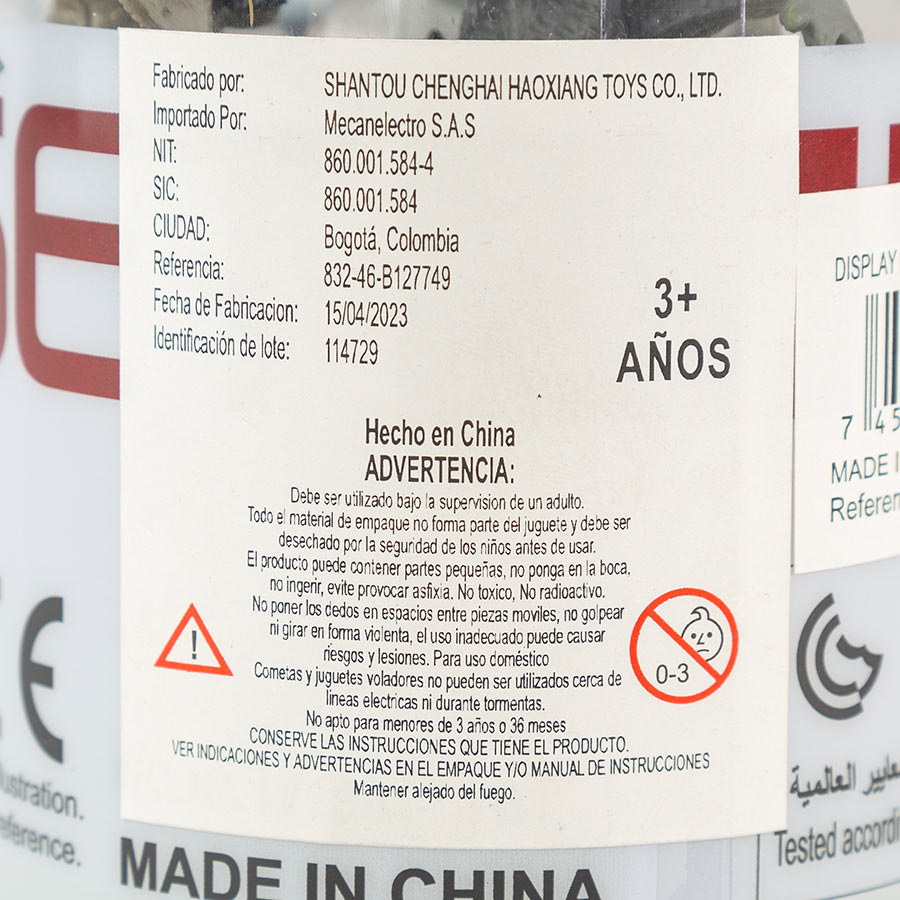 Fabricado por: SHANTOU CHENGHAI HAOXIANG TOYS CO., LTD.
Importado Por: Mecanelectro S.A.S
NIT: 860.001.584-4
SIC: 860.001.584
CIUDAD: Bogotá, Colombia
Referencia: 832-46-B127749
Fecha de Fabricacion: 15/04/2023
Identificación de lote: 114729
3+
AÑOS
Hecho en China
ADVERTENCIA:
Debe ser utilizado bajo la supervision de un adulto.
Todo el material de empaque no forma parte del juguete y debe ser
desechado por la seguridad de los niños antes de usar.
El producto puede contener partes pequeñas, no ponga en la boca,
no ingerir, evite provocar asfixia. No toxico, No radioactivo.
No poner los dedos en espacios entre piezas moviles, no golpear
ni girar en forma violenta, el uso inadecuado puede causar
riesgos y lesiones. Para uso doméstico
Cometas y juguetes voladores no pueden ser utilizados cerca de
lineas electricas ni durante tormentas.
No apto para menores de 3 años o 36 meses
CONSERVE LAS INSTRUCCIONES QUE TIENE EL PRODUCTO.
VER INDICACIONES Y ADVERTENCIAS EN EL EMPAQUE Y/O MANUAL DE INSTRUCCIONES
Mantener alejado del fuego.
!
0-3
MADE IN CHINA
DISPLAY
7 45
MADE
CE
العالمية
Tested